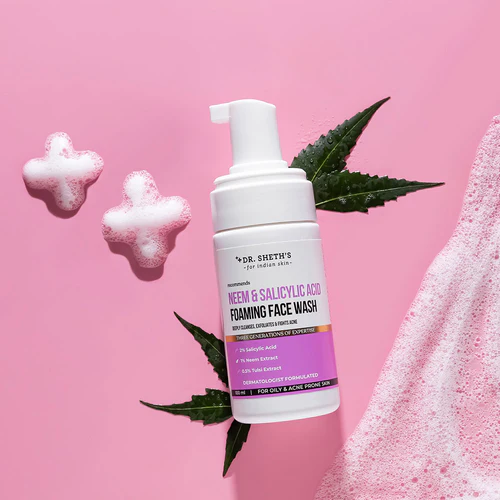 DR. SHETH'S
-for indian skin-
recommends
NEEM & SALICYLIC ACID
FOAMING FACE WASH
DEEPLY CLEANSES, EXFOLIATES & FIGHTS ACNE
THREE GENERATIONS OF EXPERTISE
2% Salicylic Acid
1% Neem Extract
0.5% Tulsi Extract
DERMATOLOGIST FORMULATED
ml | FOR OILY & ACNE PRONE SKIN